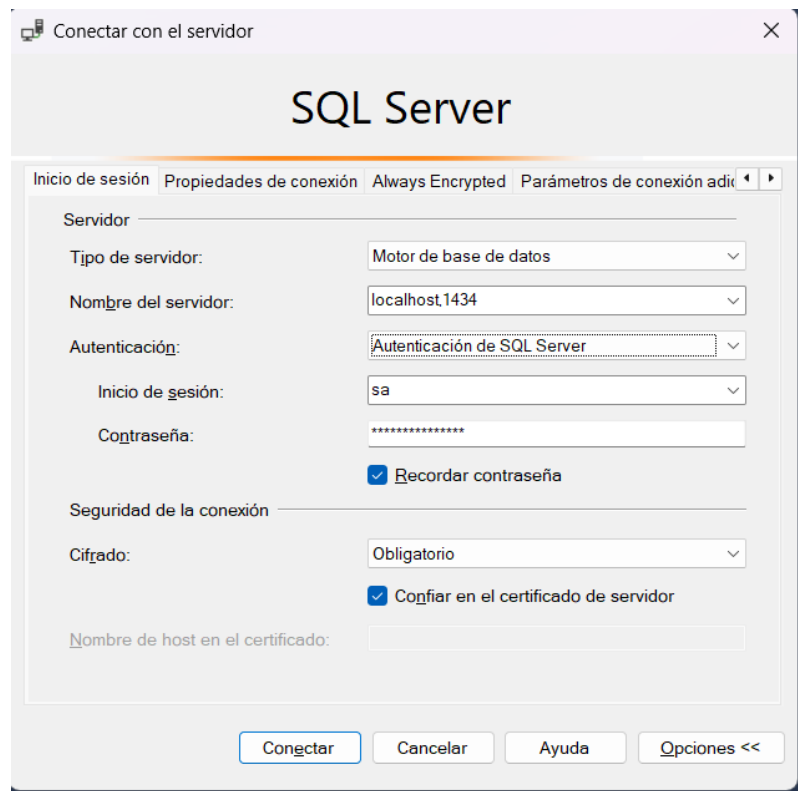 Conectar con el servidor
SQL Server
Inicio de sesión Propiedades de conexión Always Encrypted Parámetros de conexión adic
Servidor
Tipo de servidor: Motor de base de datos
Nombre del servidor: localhost,1434
Autenticación: Autenticación de SQL Server
Inicio de sesión: sa
Contraseña: ***************
Recordar contraseña
Seguridad de la conexión
Cifrado: Obligatorio
Confiar en el certificado de servidor
Nombre de host en el certificado:
Conectar Cancelar Ayuda Opciones <<